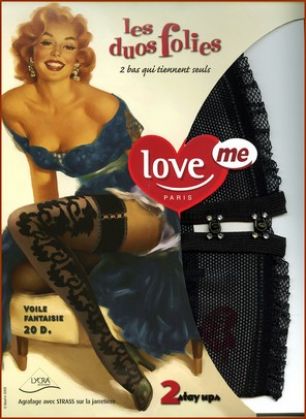 les
duos folies
2 bas qui tiennent seuls
love me
PARIS
VOILE
FANTAISIE
20 D.
LYCRA
Agrafage avec STRASS sur la jarretière
2 stay ups